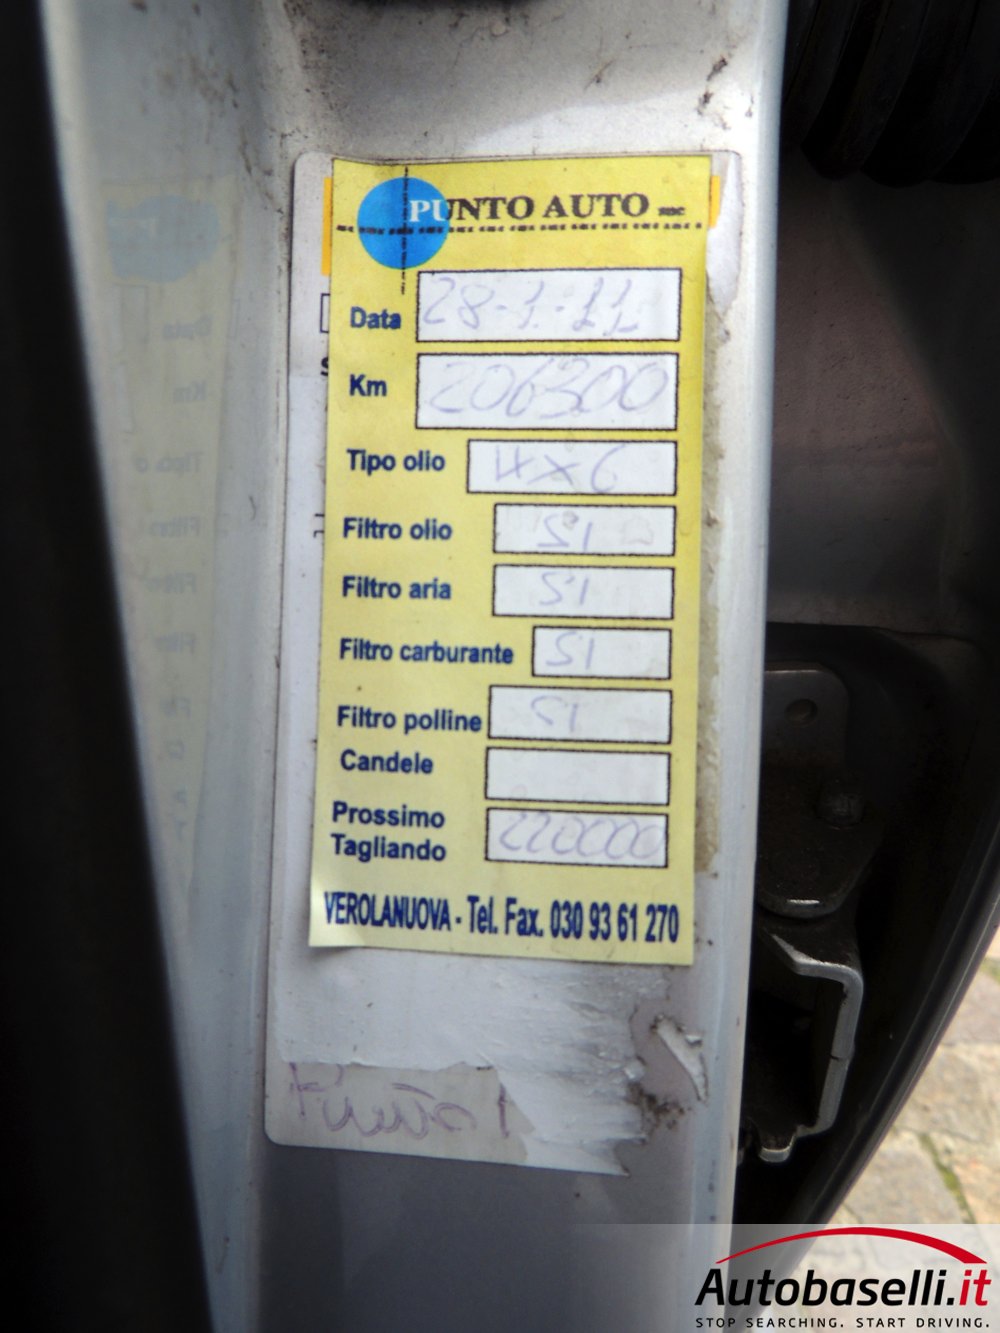 PUNTO AUTO snc
Data 28-1-11
Km 206300
Tipo olio
Filtro olio SI
Filtro aria SI
Filtro carburante SI
Filtro polline SI
Candele
Prossimo
Tagliando 220000
VEROLANUOVA - Tel. Fax. 030 93 61 270
Autobaselli.it
STOP SEARCHING. START DRIVING.